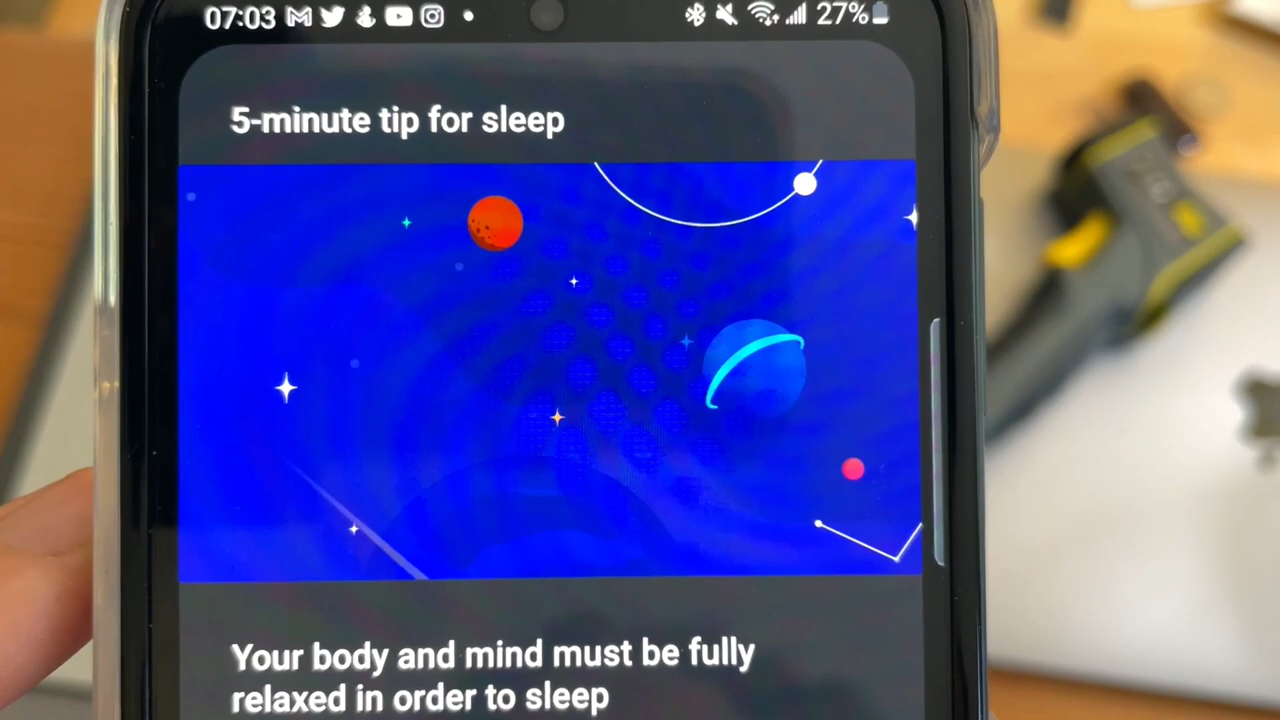 07:03 27%
5-minute tip for sleep
Your body and mind must be fully
relaxed in order to sleep